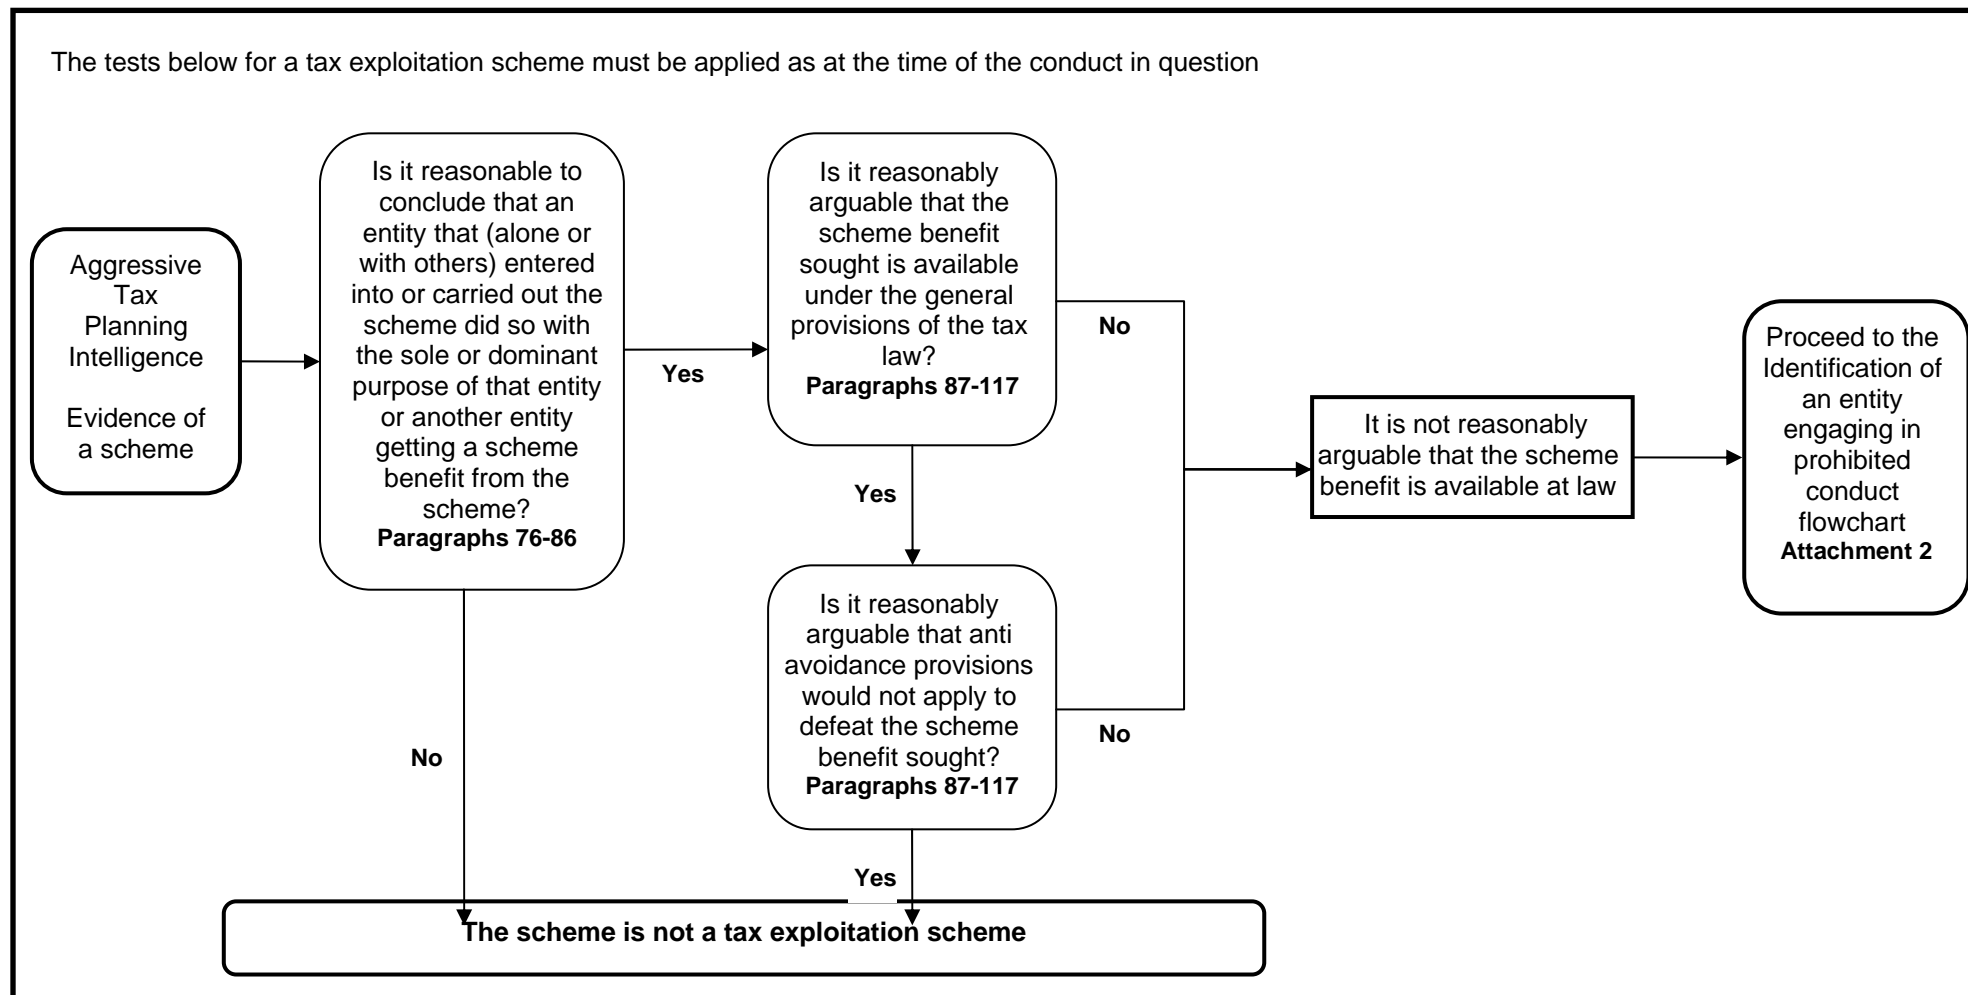 The tests below for a tax exploitation scheme must be applied as at the time of the conduct in question
Aggressive
Tax
Planning
Intelligence
Evidence of
a scheme
Is it reasonable to
conclude that an
entity that (alone or
with others) entered
into or carried out the
scheme did so with
the sole or dominant
purpose of that entity
or another entity
getting a scheme
benefit from the
scheme?
Paragraphs 76-86
Yes
No
Is it reasonably
arguable that the
scheme benefit
sought is available
under the general
provisions of the tax
law?
Paragraphs 87-117
No
Yes
Is it reasonably
arguable that anti
avoidance provisions
would not apply to
defeat the scheme
benefit sought?
Paragraphs 87-117
No
Yes
It is not reasonably
arguable that the scheme
benefit is available at law
Proceed to the
Identification of
an entity
engaging in
prohibited
conduct
flowchart
Attachment 2
The scheme is not a tax exploitation scheme